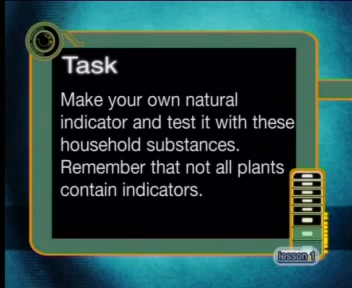 Task
Make your own natural
indicator and test it with these
household substances.
Remember that not all plants
contain indicators.
lesson 1